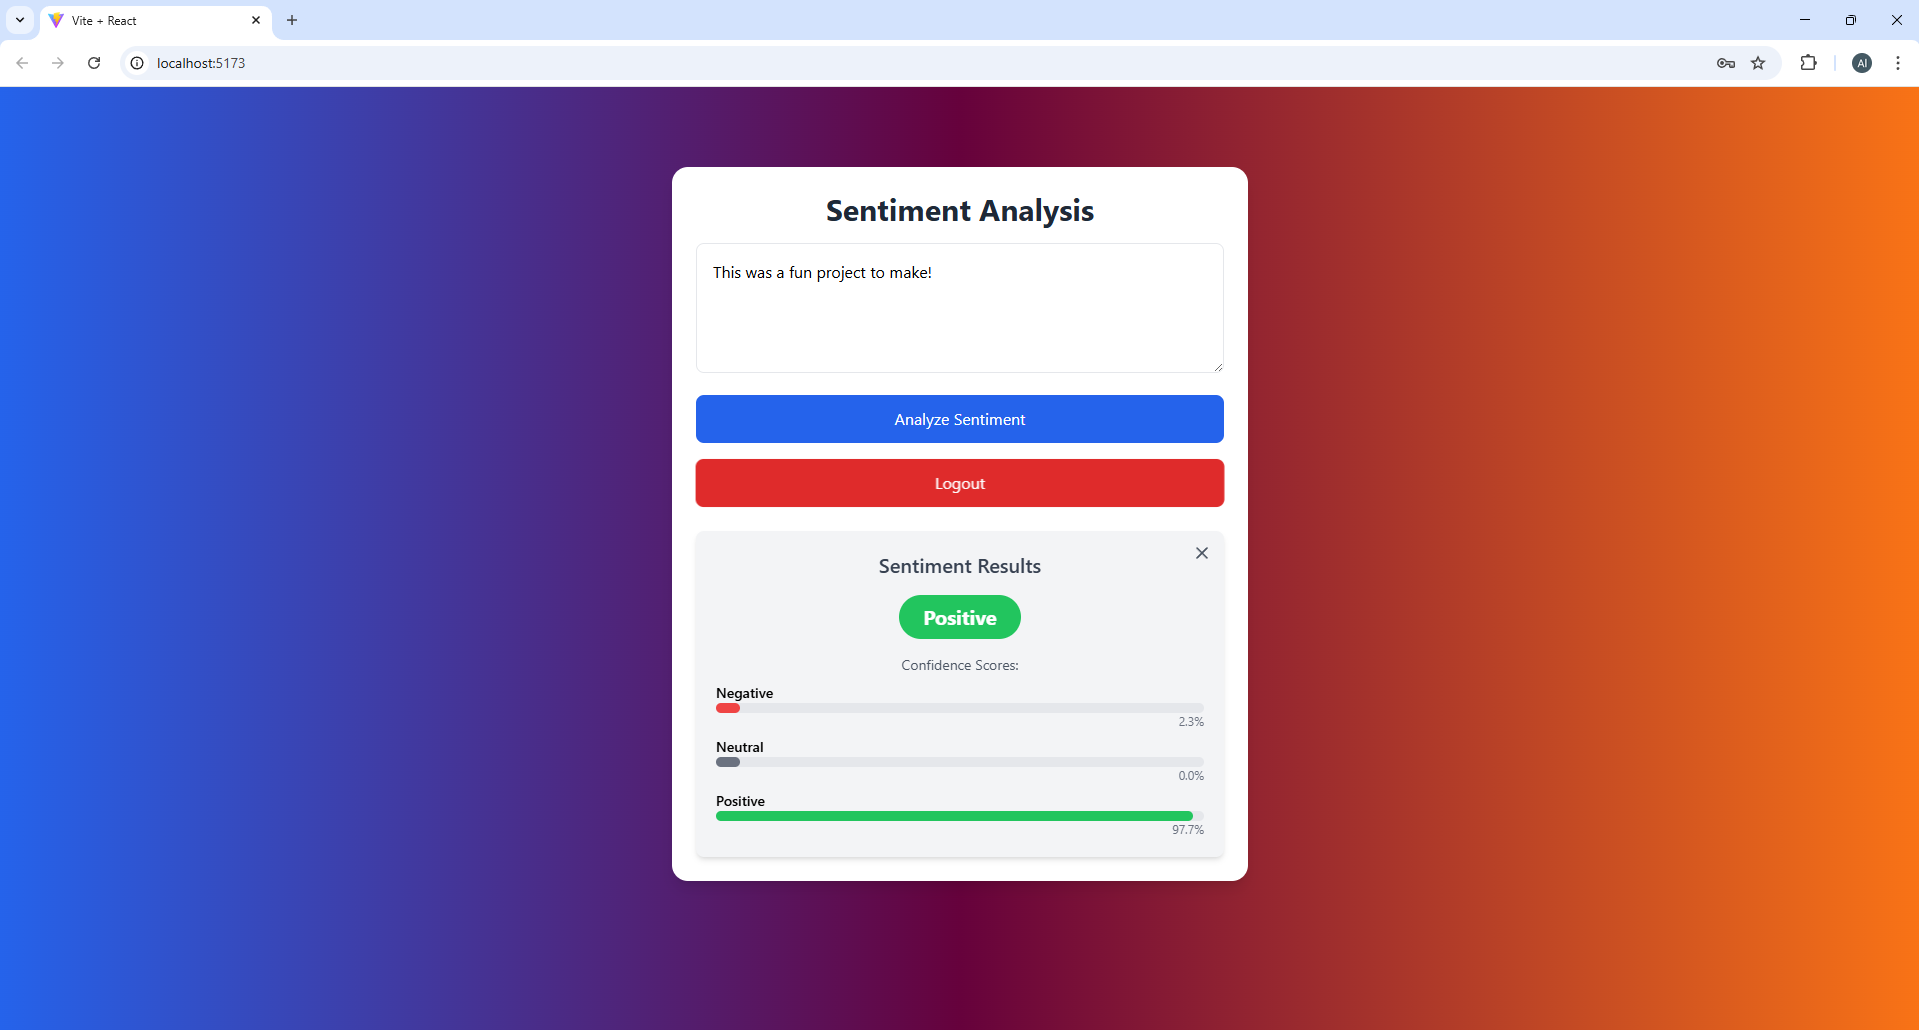 Vite + React
localhost:5173
AI
Sentiment Analysis
This was a fun project to make!
Analyze Sentiment
Logout
Sentiment Results
Positive
Confidence Scores:
Negative
2.3%
Neutral
0.0%
Positive
97.7%